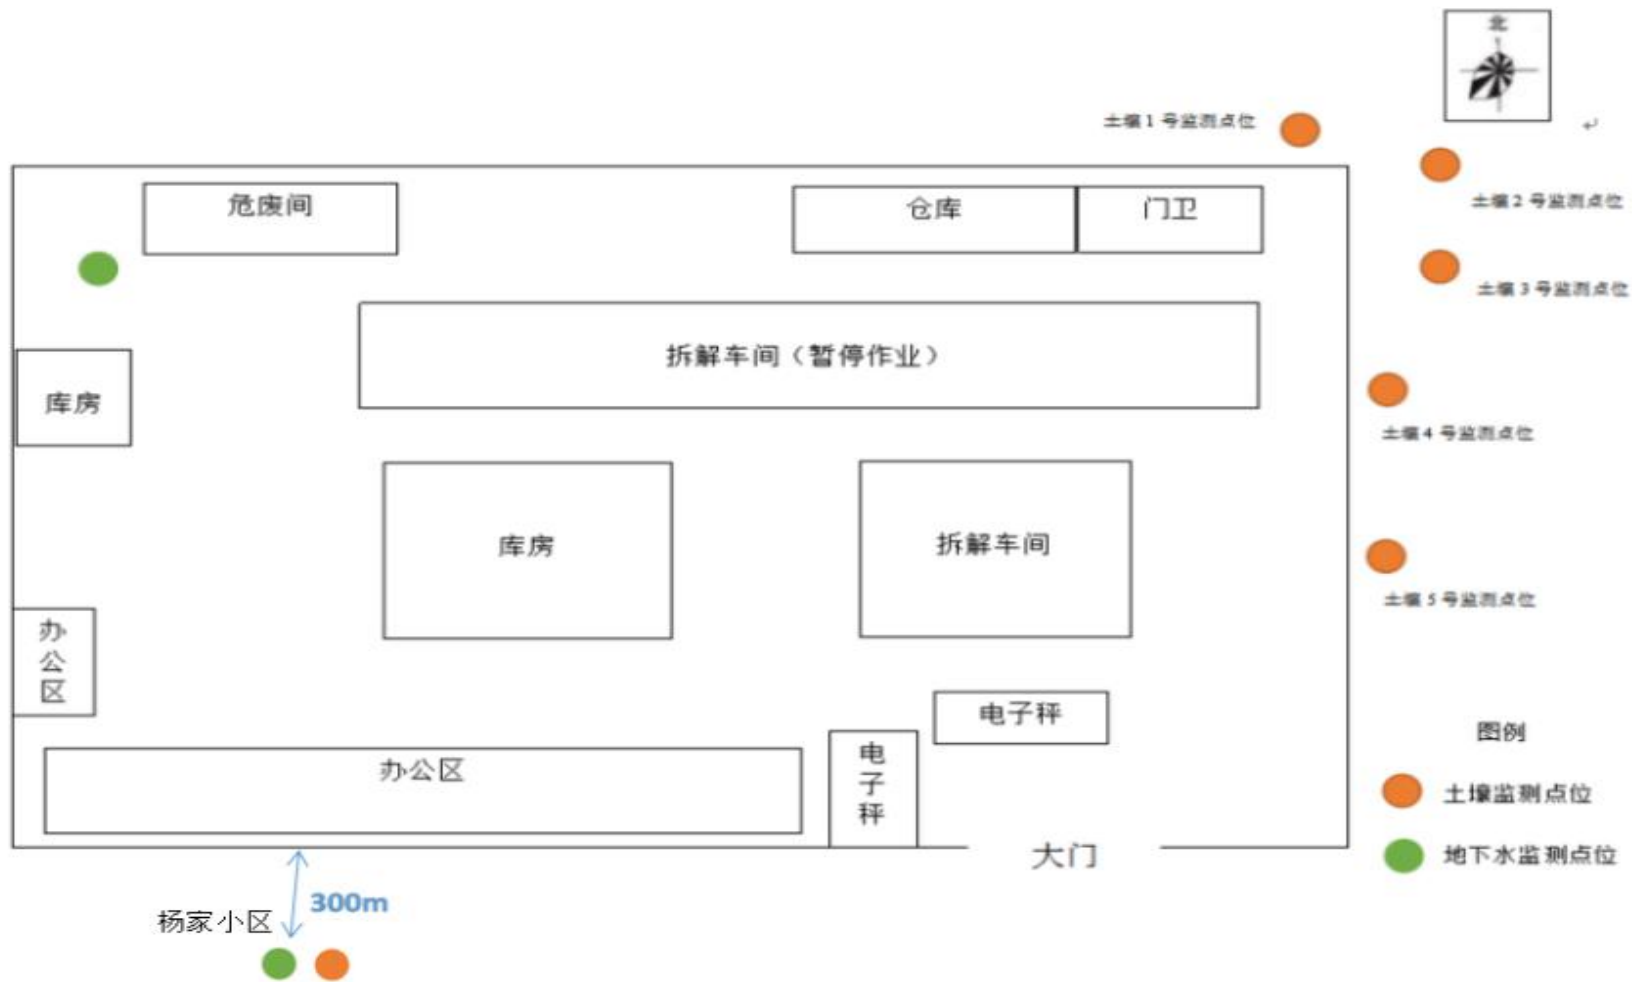 北
土壤1 号监测点位
土壤2 号监测点位
危废间
仓库
门卫
土壤3 号监测点位
拆解车间（暂停作业）
库房
土壤4 号监测点位
库房
拆解车间
土壤5 号监测点位
办
公
区
电子秤
图例
办公区
电
子
秤
土壤监测点位
大门
地下水监测点位
300m
杨家小区